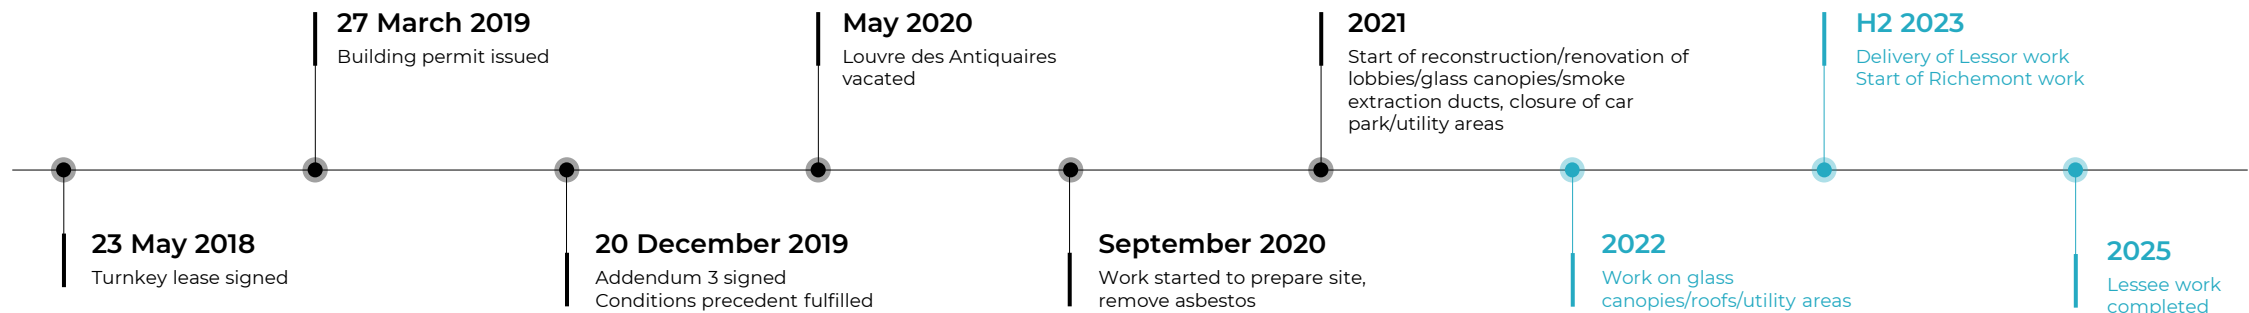 23 May 2018
Turnkey lease signed
27 March 2019
Building permit issued
20 December 2019
Addendum 3 signed
Conditions precedent fulfilled
May 2020
Louvre des Antiquaires
vacated
September 2020
Work started to prepare site,
remove asbestos
2021
Start of reconstruction/renovation of
lobbies/glass canopies/smoke
extraction ducts, closure of car
park/utility areas
2022
Work on glass
canopies/roofs/utility areas
H2 2023
Delivery of Lessor work
Start of Richemont work
2025
Lessee work
completed